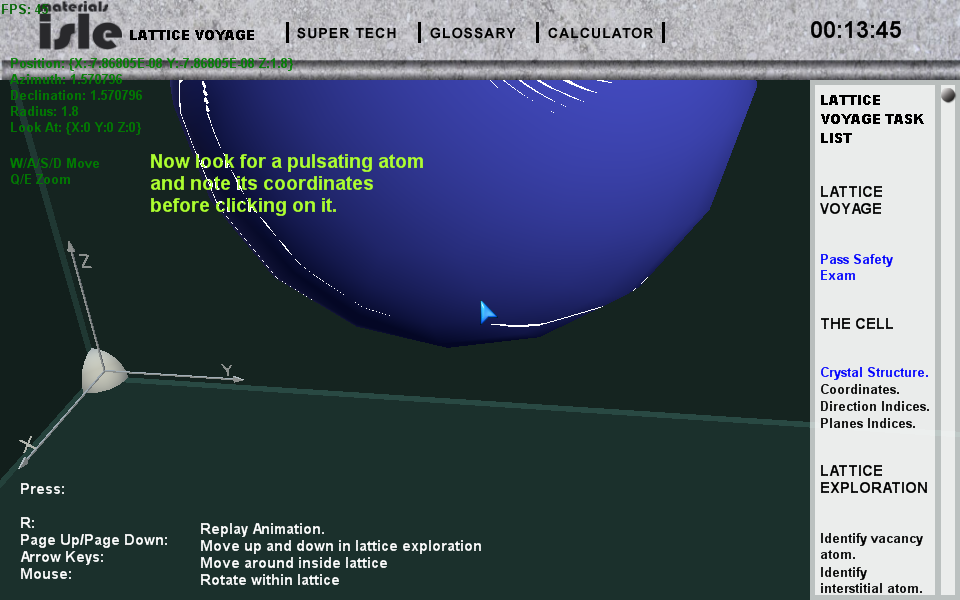 FPS: 
materials
isle LATTICE VOYAGE
SUPER TECH
GLOSSARY
CALCULATOR
00:13:45
Position: {X:-7.86805E-08 Y:-7.86805E-08 Z:1.8}
Azimuth: 1.570796
Declination: 1.570796
Radius: 1.8
Look At: {X:0 Y:0 Z:0}
W/A/S/D Move
Q/E Zoom
Now look for a pulsating atom
and note its coordinates
before clicking on it.
Z
Y
X
Press:
R: Replay Animation.
Page Up/Page Down: Move up and down in lattice exploration
Arrow Keys: Move around inside lattice
Mouse: Rotate within lattice
LATTICE
VOYAGE TASK
LIST
LATTICE
VOYAGE
Pass Safety
Exam
THE CELL
Crystal Structure.
Coordinates.
Direction Indices.
Planes Indices.
LATTICE
EXPLORATION
Identify vacancy
atom.
Identify
interstitial atom.